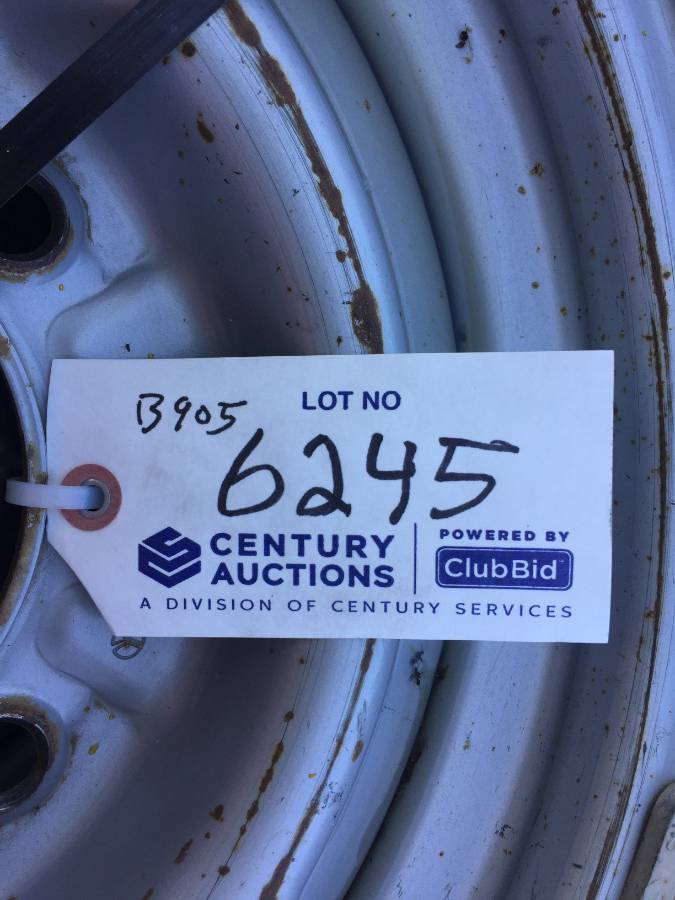 B905 LOT NO
6245
CENTURY AUCTIONS
POWERED BY
ClubBid
A DIVISION OF CENTURY SERVICES